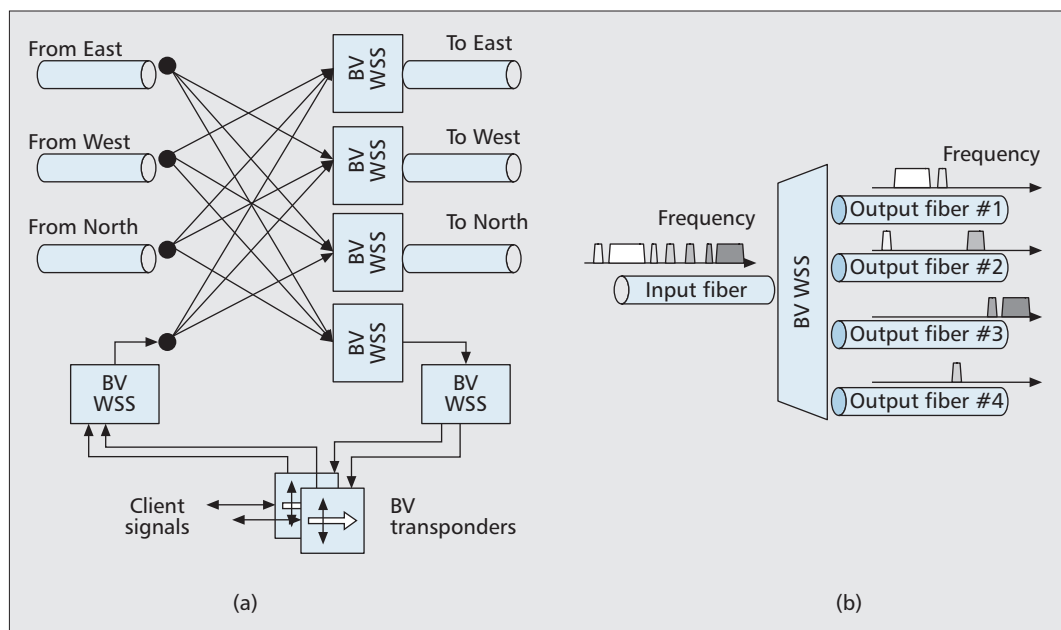 From East
To East
BV
WSS
From West
To West
BV
WSS
From North
To North
BV
WSS
BV
WSS
BV
WSS
BV
WSS
Client
signals
BV
transponders
(a)
Frequency
Input fiber
BV WSS
Frequency
Output fiber #1
Output fiber #2
Output fiber #3
Output fiber #4
(b)